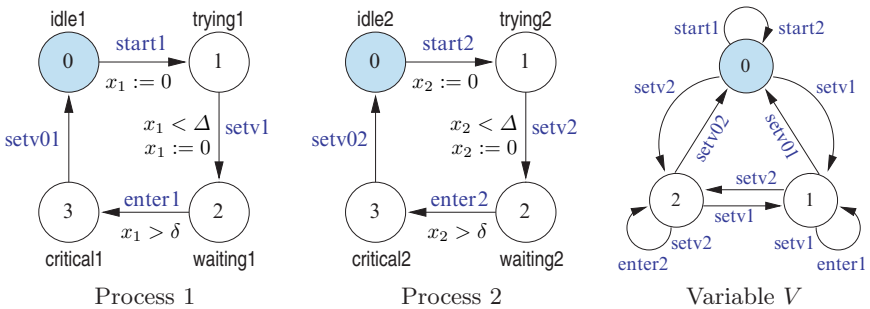 idle1
trying1
start1
0
1
x₁ := 0
x₁ < Δ
x₁ := 0
setv1
setv01
enter1
3
2
x₁ > δ
critical1
waiting1
Process 1
idle2
trying2
start2
0
1
x₂ := 0
x₂ < Δ
x₂ := 0
setv2
setv02
enter2
3
2
x₂ > δ
critical2
waiting2
Process 2
start1
start2
0
setv2
setv1
setv02
setv01
setv2
2
1
setv1
setv2
setv1
enter2
enter1
Variable V